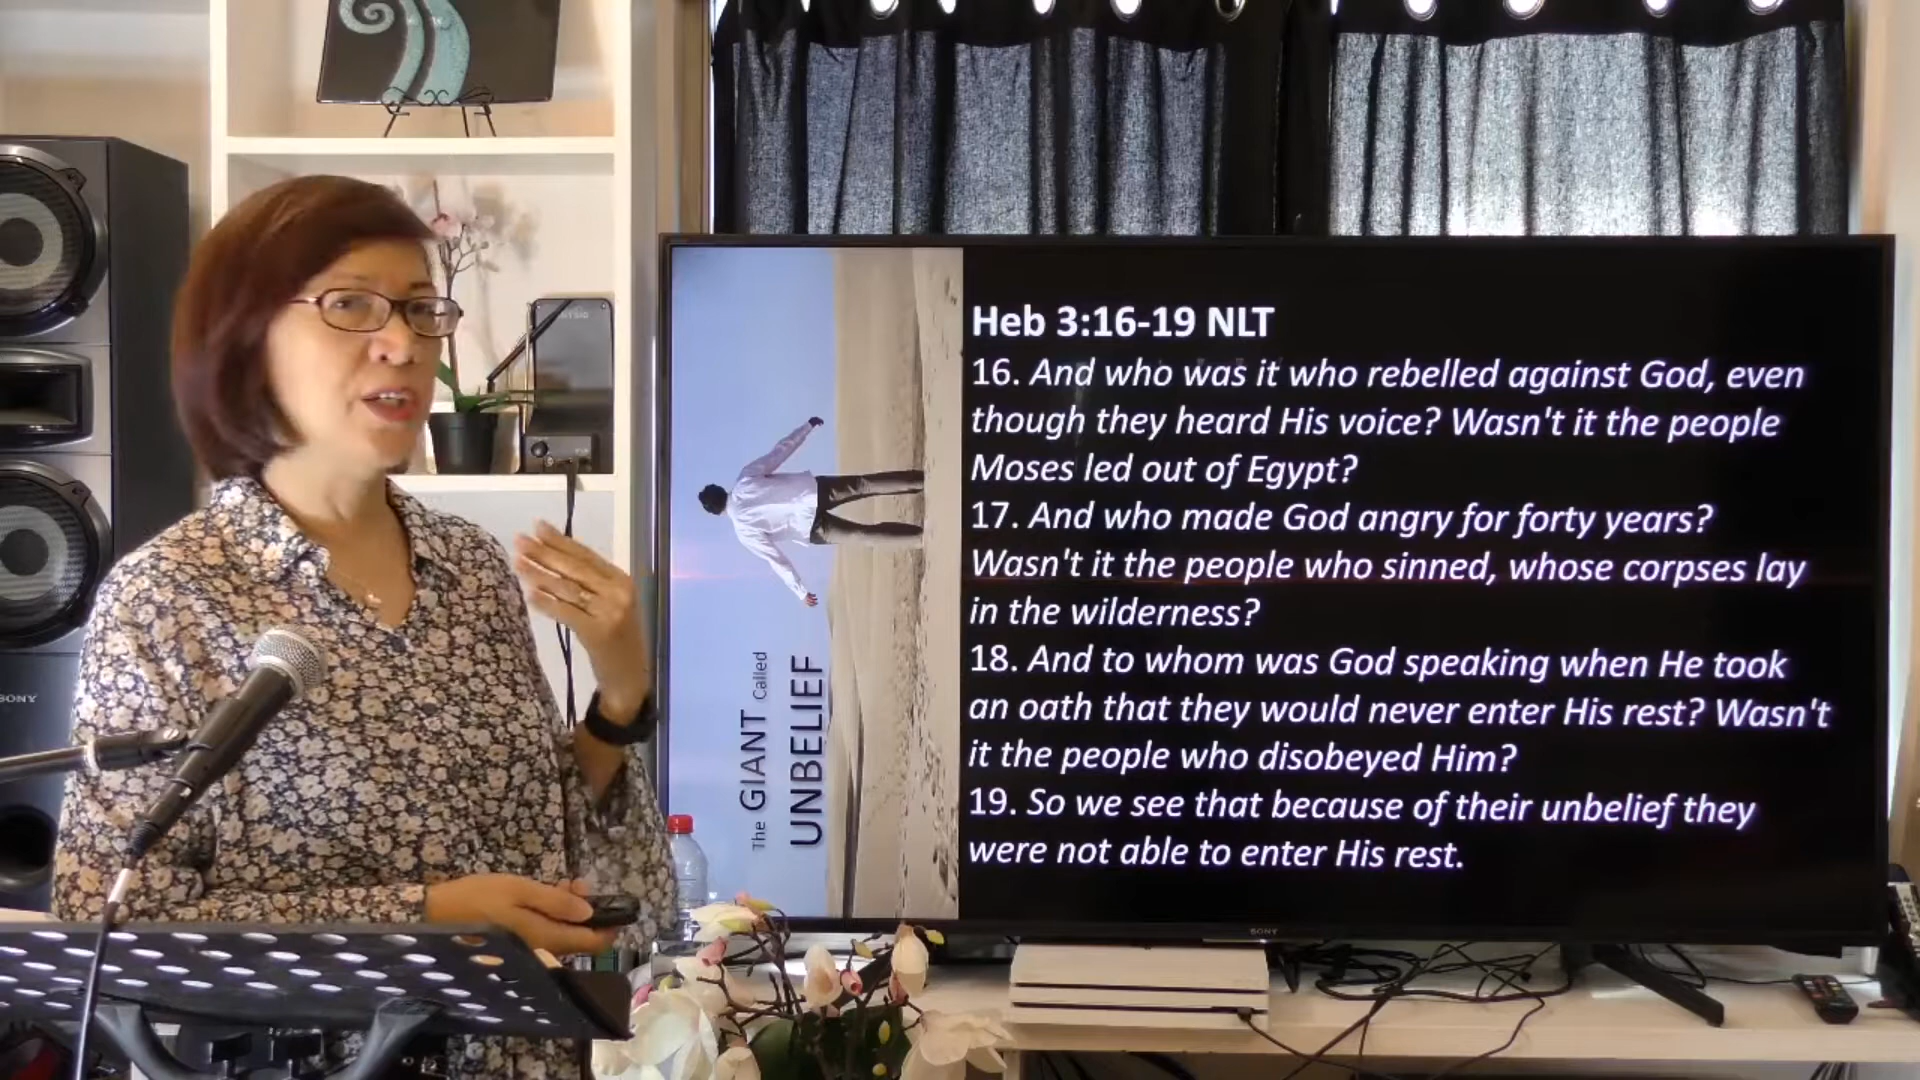 The GIANT Called
UNBELIEF
Heb 3:16-19 NLT
16. And who was it who rebelled against God, even
though they heard His voice? Wasn't it the people
Moses led out of Egypt?
17. And who made God angry for forty years?
Wasn't it the people who sinned, whose corpses lay
in the wilderness?
18. And to whom was God speaking when He took
an oath that they would never enter His rest? Wasn't
it the people who disobeyed Him?
19. So we see that because of their unbelief they
were not able to enter His rest.
SONY
SONY